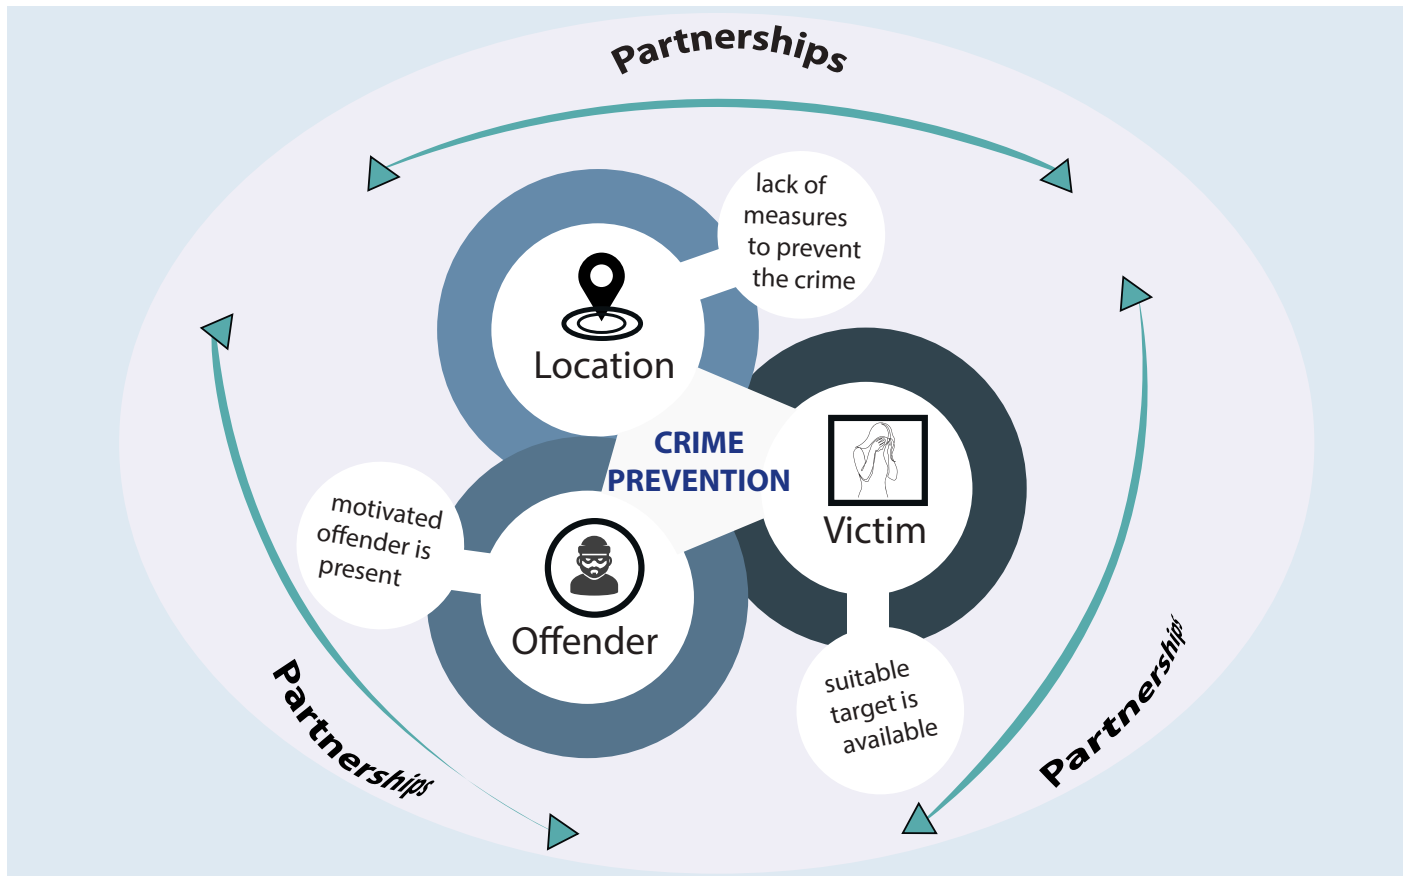 Partnerships
lack of
measures
to prevent
the crime
Location
CRIME
PREVENTION
Victim
motivated
offender is
present
Offender
suitable
target is
available
Partnerships
Partnerships